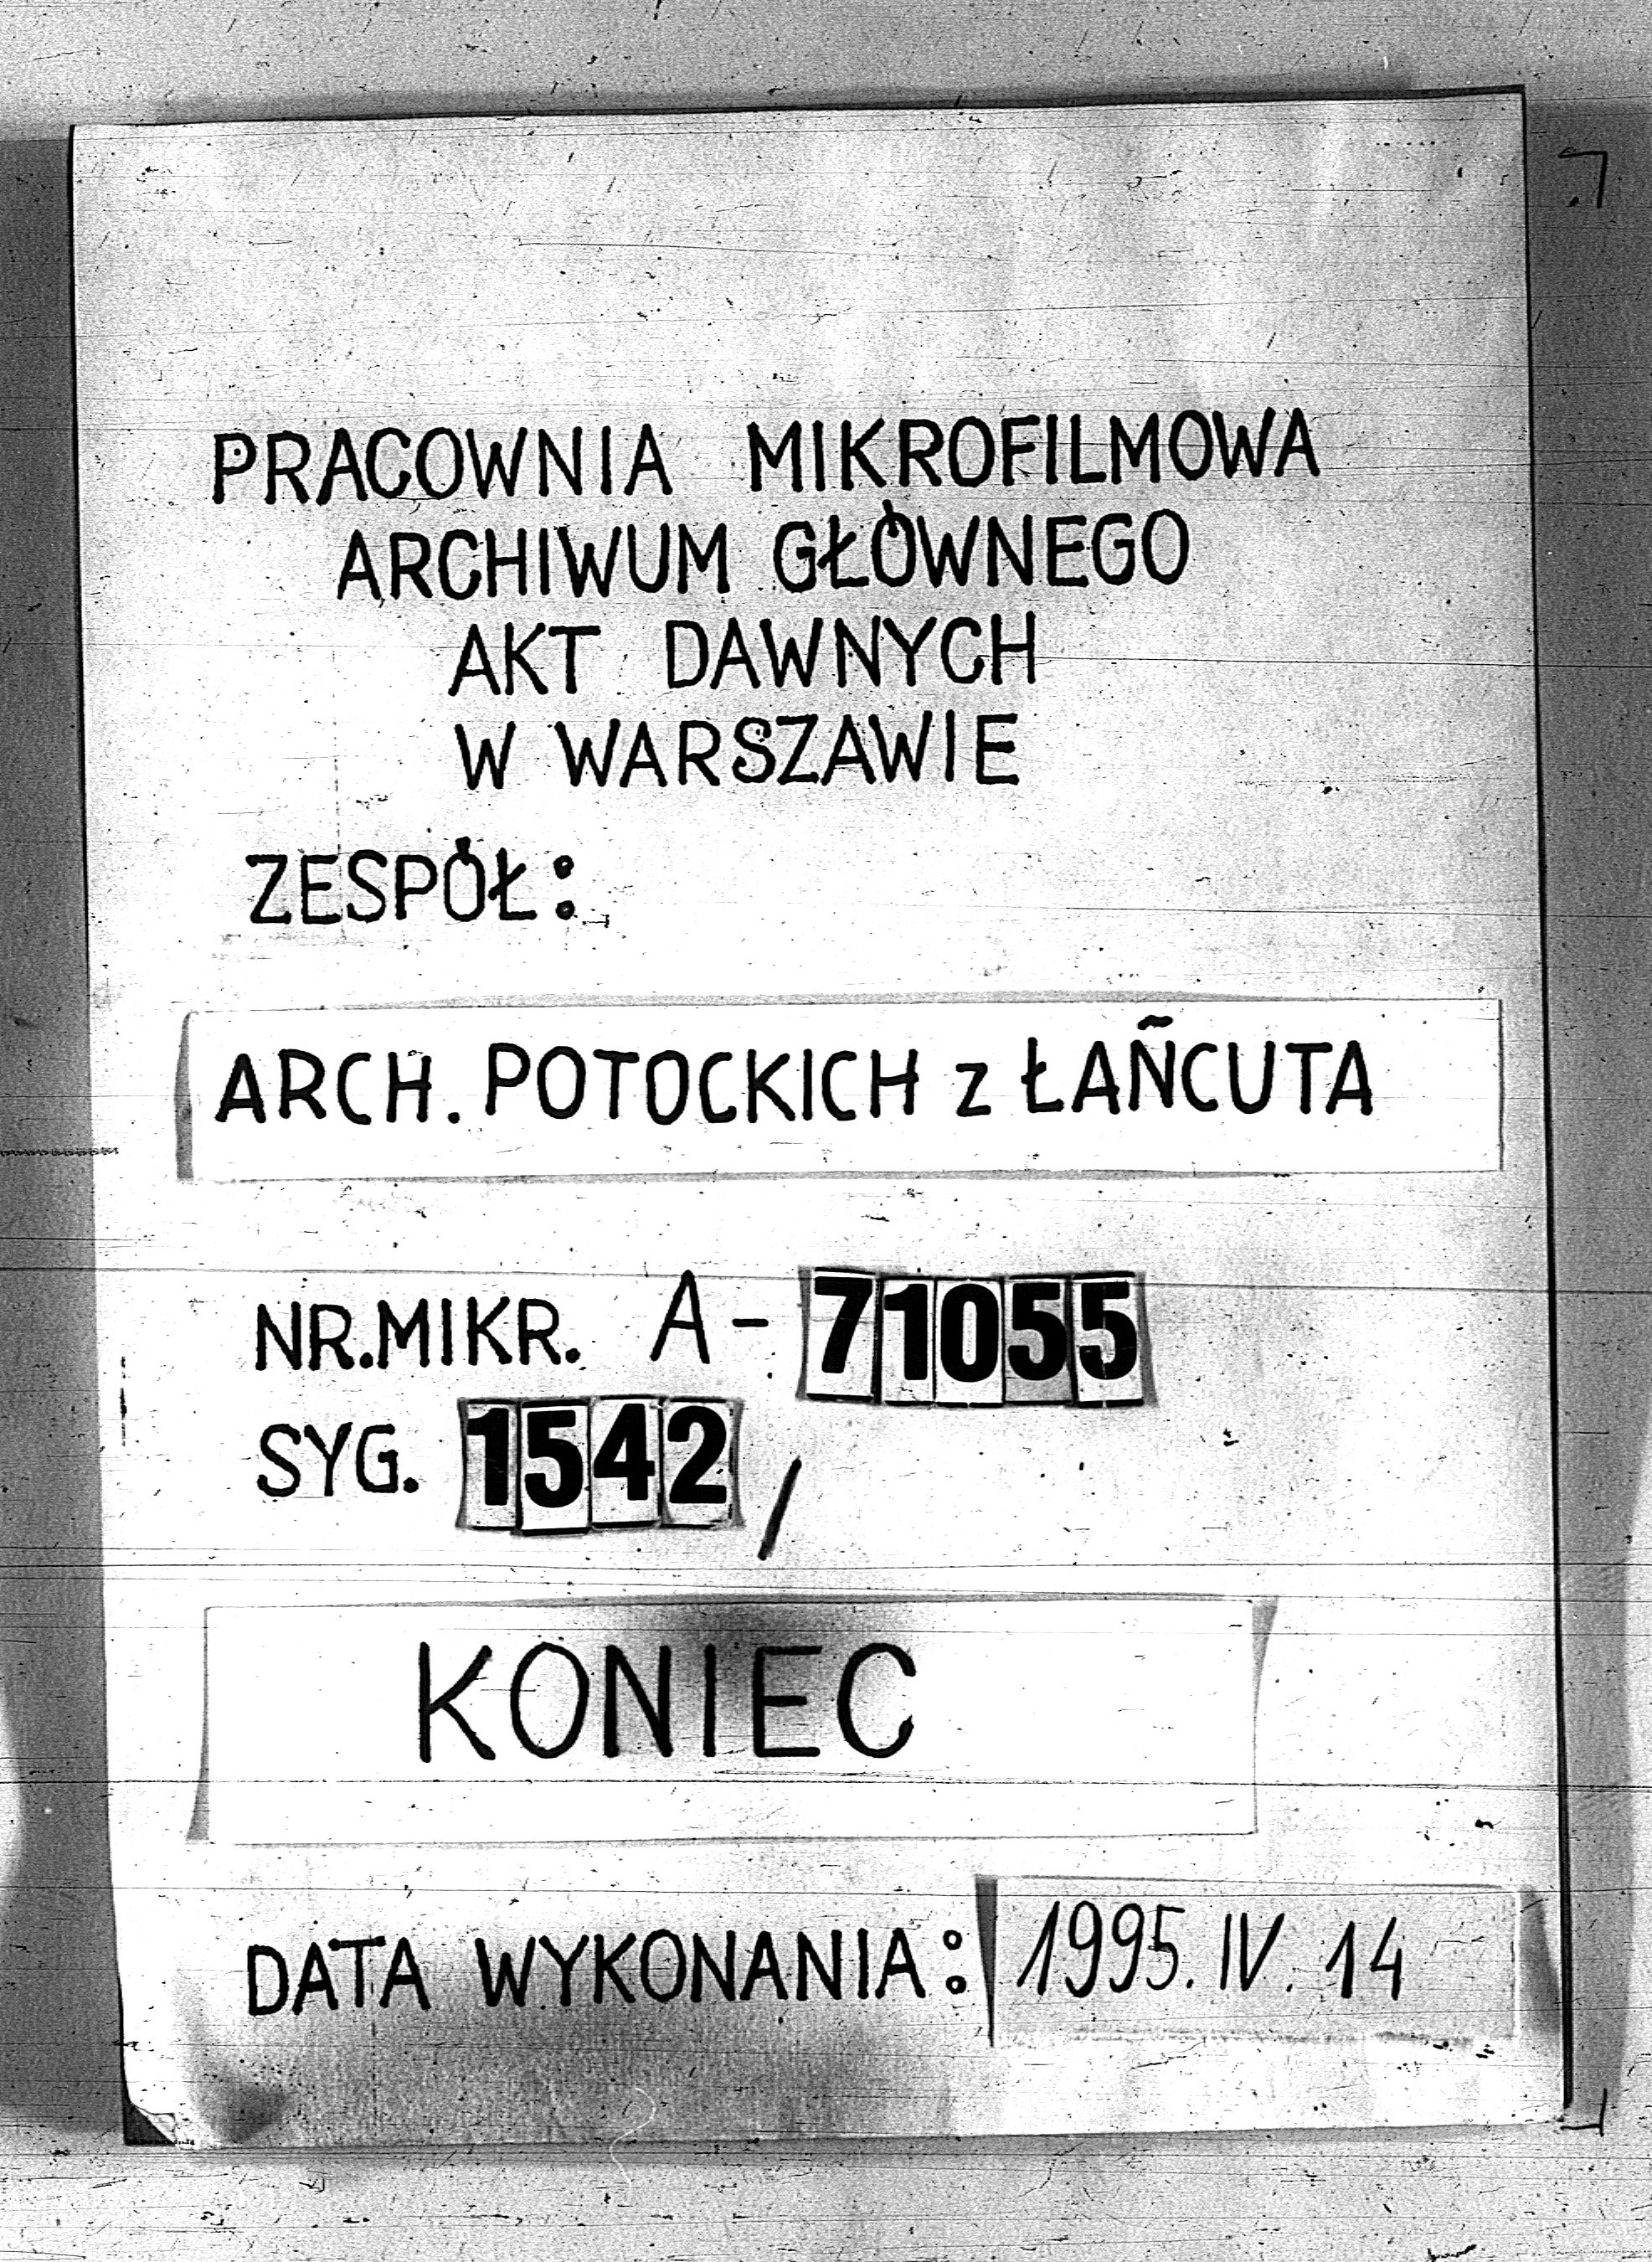 PRACOWNIA MIKROFILMOWA
ARCHIWUM GŁÓWNEGO
AKT DAWNYCH
W WARSZAWIE
ZESPÓŁ:
ARCH. POTOCKICH z ŁAŃCUTA
NR.MIKR. A-71055
SYG. 1542/
KONIEC
DATA WYKONANIA: 1995.IV.14